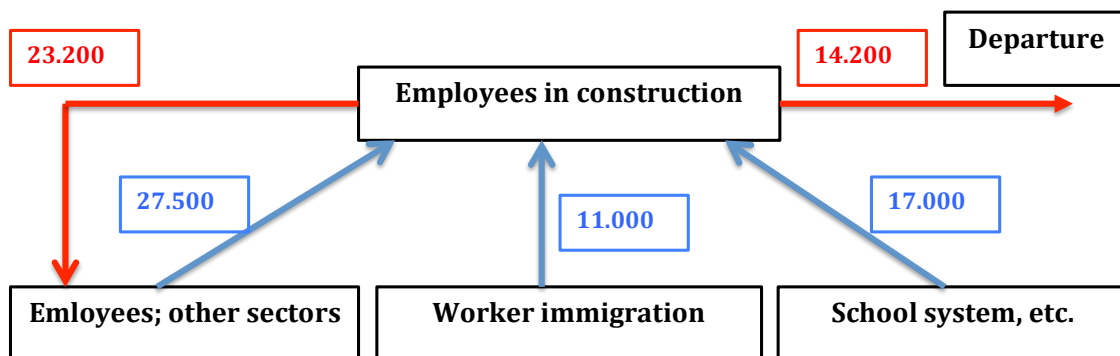 23.200
14.200
Departure
Employees in construction
27.500
11.000
17.000
Emloyees; other sectors
Worker immigration
School system, etc.